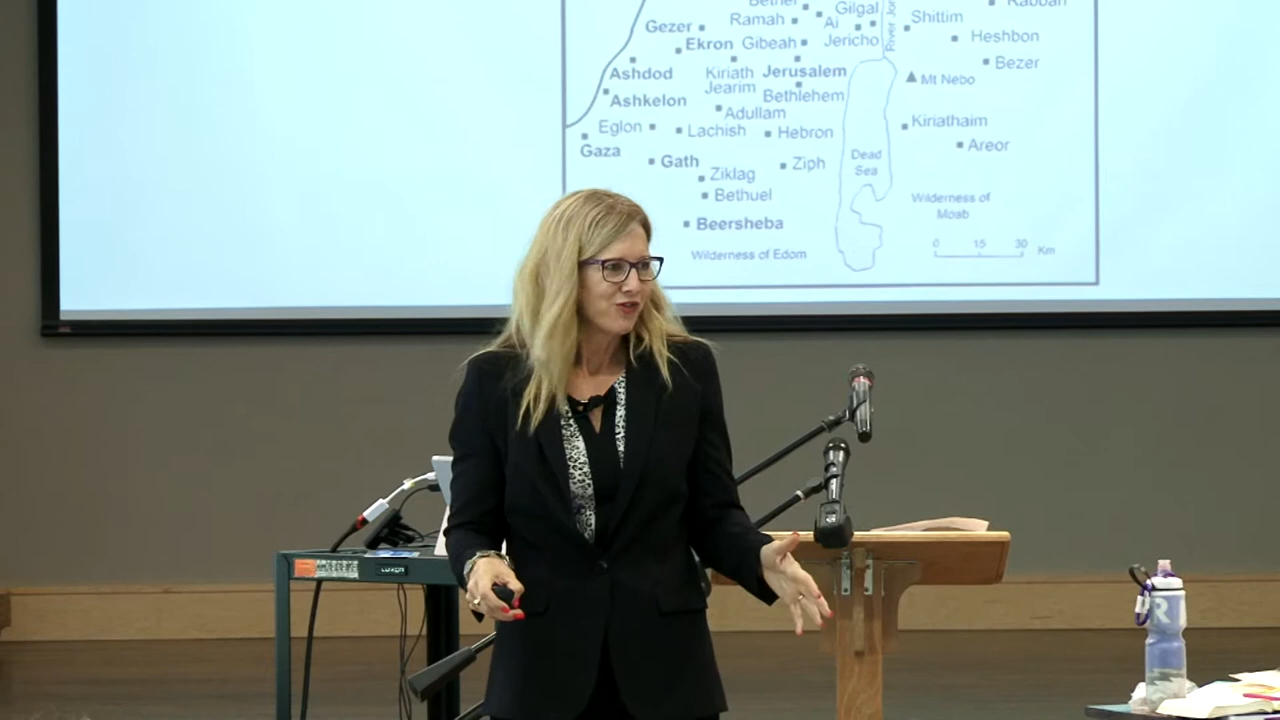 Bethel
Gilgal
Rabbah
Ramah
Ai
Shittim
Gezer
River Jor
Ekron
Gibeah
Jericho
Heshbon
Bezer
Ashdod
Kiriath
Jearim
Jerusalem
Mt Nebo
Ashkelon
Bethlehem
Adullam
Eglon
Lachish
Hebron
Kiriathaim
Gaza
Areor
Gath
Ziph
Dead
Sea
Ziklag
Bethuel
Wilderness of
Moab
Beersheba
Wilderness of Edom
0 15 30 Km
LUXOR
R